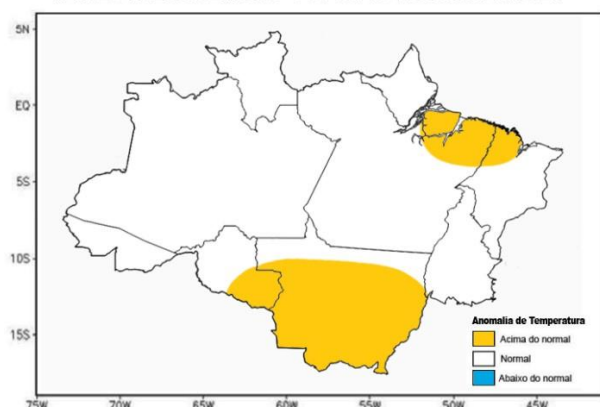 5N
EQ
5S
10S
15S
Anomalia de Temperatura
Acima do normal
Normal
Abaixo do normal
75W
70W
65W
60W
55W
50W
45W